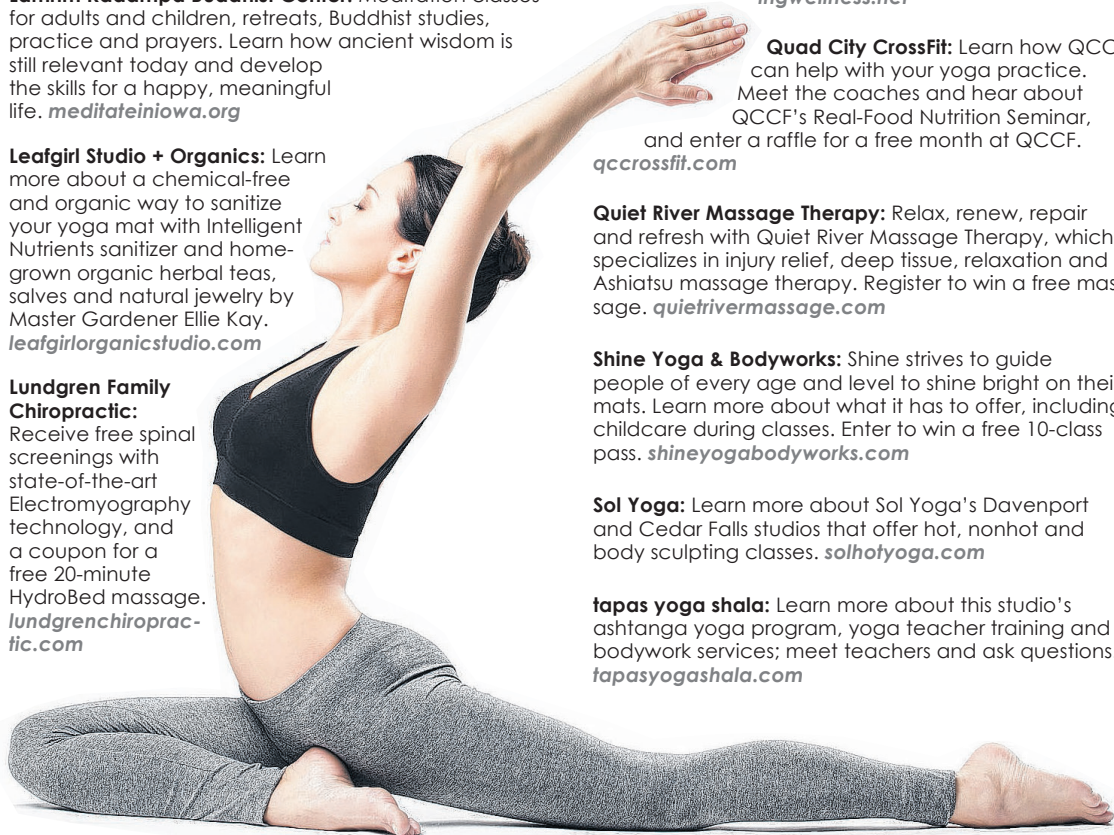 Lamrim Kadampa Buddhist Center: Meditation classes
for adults and children, retreats, Buddhist studies,
practice and prayers. Learn how ancient wisdom is
still relevant today and develop
the skills for a happy, meaningful
life. meditateiniowa.org
Leafgirl Studio + Organics: Learn
more about a chemical-free
and organic way to sanitize
your yoga mat with Intelligent
Nutrients sanitizer and home-
grown organic herbal teas,
salves and natural jewelry by
Master Gardener Ellie Kay.
leafgirlorganicstudio.com
Lundgren Family
Chiropractic:
Receive free spinal
screenings with
state-of-the-art
Electromyography
technology, and
a coupon for a
free 20-minute
HydroBed massage.
lundgrenchiroprac-
tic.com
ingwellness.net
Quad City CrossFit: Learn how QCC
can help with your yoga practice.
Meet the coaches and hear about
QCCF's Real-Food Nutrition Seminar,
and enter a raffle for a free month at QCCF.
qccrossfit.com
Quiet River Massage Therapy: Relax, renew, repair
and refresh with Quiet River Massage Therapy, which
specializes in injury relief, deep tissue, relaxation and
Ashiatsu massage therapy. Register to win a free mas
sage. quietrivermassage.com
Shine Yoga & Bodyworks: Shine strives to guide
people of every age and level to shine bright on thei
mats. Learn more about what it has to offer, including
childcare during classes. Enter to win a free 10-class
pass. shineyogabodyworks.com
Sol Yoga: Learn more about Sol Yoga's Davenport
and Cedar Falls studios that offer hot, nonhot and
body sculpting classes. solhotyoga.com
tapas yoga shala: Learn more about this studio's
ashtanga yoga program, yoga teacher training and
bodywork services; meet teachers and ask questions
tapasyogashala.com